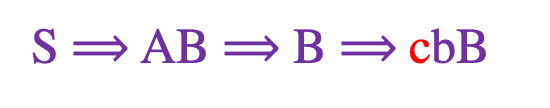 S ⟹ AB ⟹ B ⟹ cbB